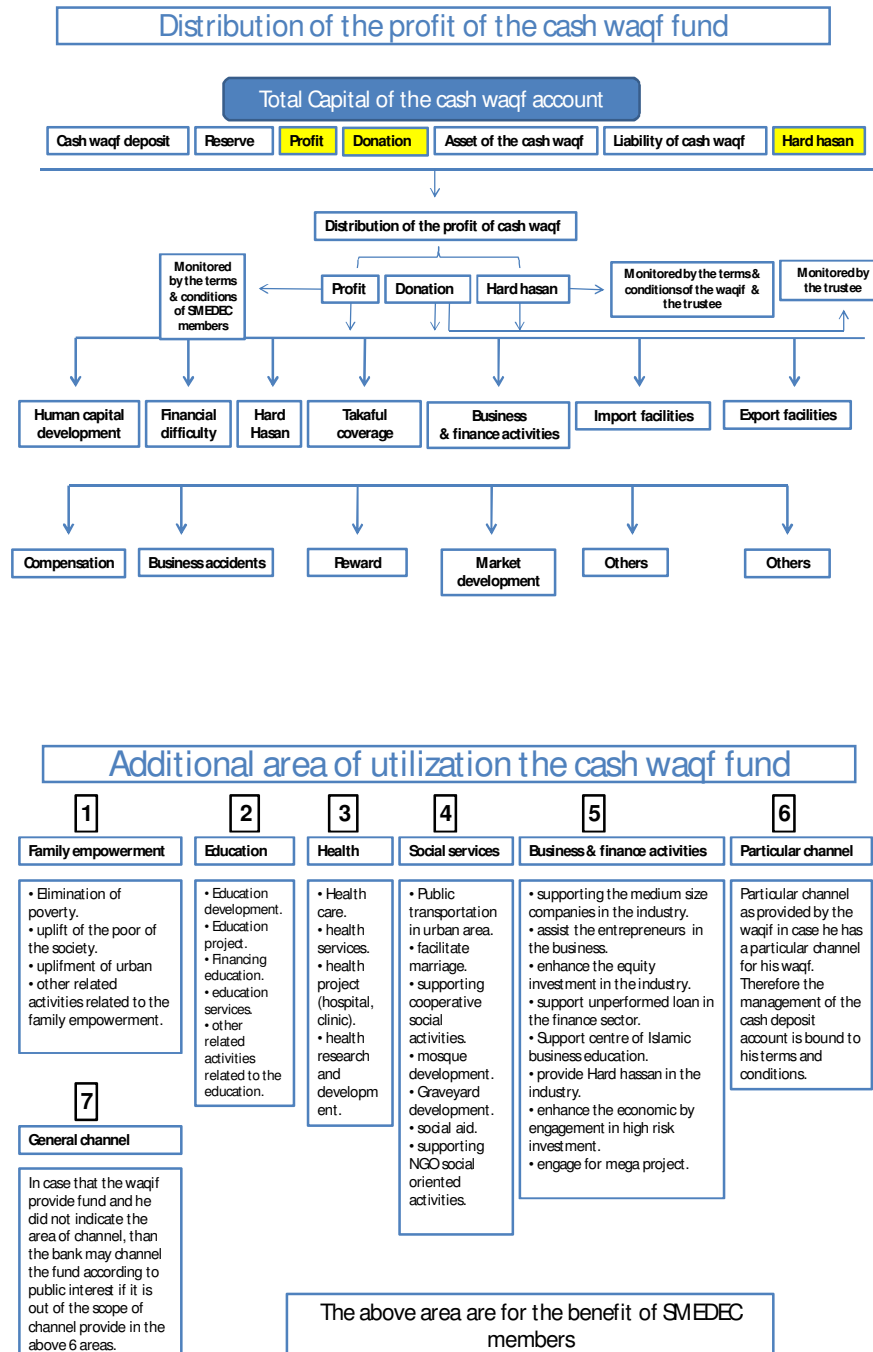 Distribution of the profit of the cash waqf fund
Total Capital of the cash waqf account
Cash waqf deposit
Reserve
Profit
Donation
Asset of the cash waqf
Liability of cash waqf
Hard hasan
Distribution of the profit of cash waqf
Monitored
by the terms
& conditions
of SMEDEC
members
Profit
Donation
Hard hasan
Monitored by the terms &
conditions of the waqif &
the trustee
Monitored by
the trustee
Human capital
development
Financial
difficulty
Hard
Hasan
Takaful
coverage
Business
& finance activities
Import facilities
Export facilities
Compensation
Business accidents
Reward
Market
development
Others
Others
Additional area of utilization the cash waqf fund
1
Family empowerment
• Elimination of
poverty.
• uplift of the poor of
the society.
• uplifment of urban
• other related
activities related to the
family empowerment.
2
Education
• Education
development.
• Education
project.
• Financing
education.
• education
services.
• other
related
activities
related to the
education.
3
Health
• Health
care.
• health
services.
• health
project
(hospital,
clinic).
• health
research
and
developm
ent.
4
Social services
• Public
transportation
in urban area.
• facilitate
marriage.
• supporting
cooperative
social
activities.
• mosque
development.
• Graveyard
development.
• social aid.
• supporting
NGO social
oriented
activities.
5
Business & finance activities
• supporting the medium size
companies in the industry.
• assist the entrepreneurs in
the business.
• enhance the equity
investment in the industry.
• support unperformed loan in
the finance sector.
• Support centre of Islamic
business education.
• provide Hard hassan in the
industry.
• enhance the economic by
engagement in high risk
investment.
• engage for mega project.
6
Particular channel
Particular channel
as provided by the
waqif in case he has
a particular channel
for his waqf.
Therefore the
management of the
cash deposit
account is bound to
his terms and
conditions.
7
General channel
In case that the waqif
provide fund and he
did not indicate the
area of channel, than
the bank may channel
the fund according to
public interest if it is
out of the scope of
channel provide in the
above 6 areas.
The above area are for the benefit of SMEDEC
members